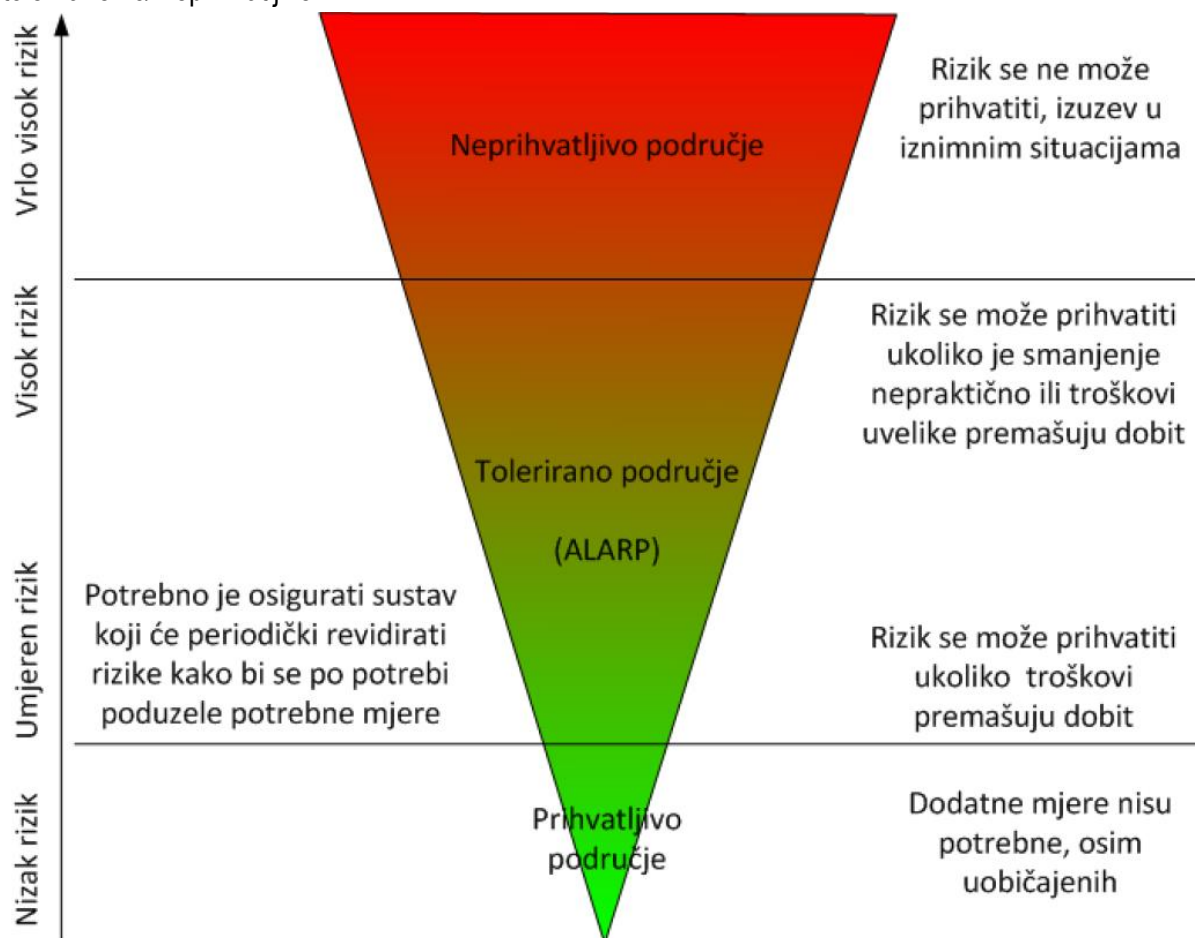 Vrlo visok rizik
Neprihvatljivo područje
Rizik se ne može
prihvatiti, izuzev u
iznimnim situacijama
Visok rizik
Rizik se može prihvatiti
ukoliko je smanjenje
nepraktično ili troškovi
uvelike premašuju dobit
Tolerirano područje
(ALARP)
Umjeren rizik
Potrebno je osigurati sustav
koji će periodički revidirati
rizike kako bi se po potrebi
poduzele potrebne mjere
Rizik se može prihvatiti
ukoliko troškovi
premašuju dobit
Nizak rizik
Prihvatljivo
područje
Dodatne mjere nisu
potrebne, osim
uobičajenih